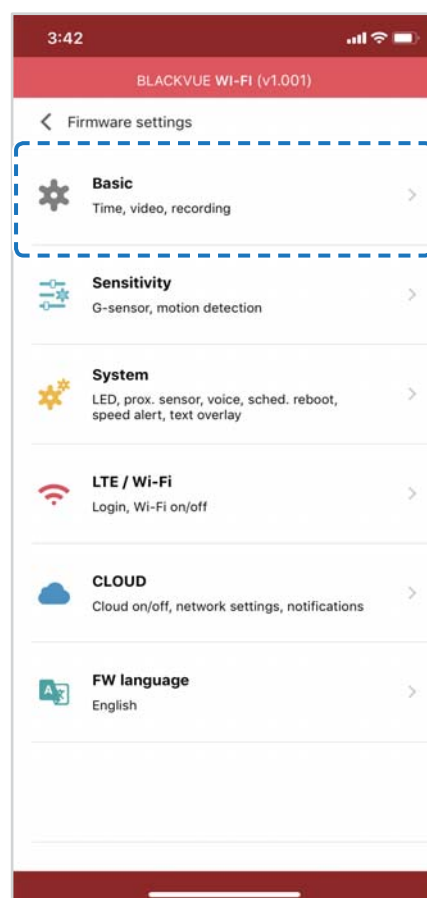 3:42
BLACKVUE WI-FI (v1.001)
Firmware settings
Basic
Time, video, recording
Sensitivity
G-sensor, motion detection
System
LED, prox. sensor, voice, sched. reboot,
speed alert, text overlay
LTE / Wi-Fi
Login, Wi-Fi on/off
CLOUD
Cloud on/off, network settings, notifications
A
FW language
English